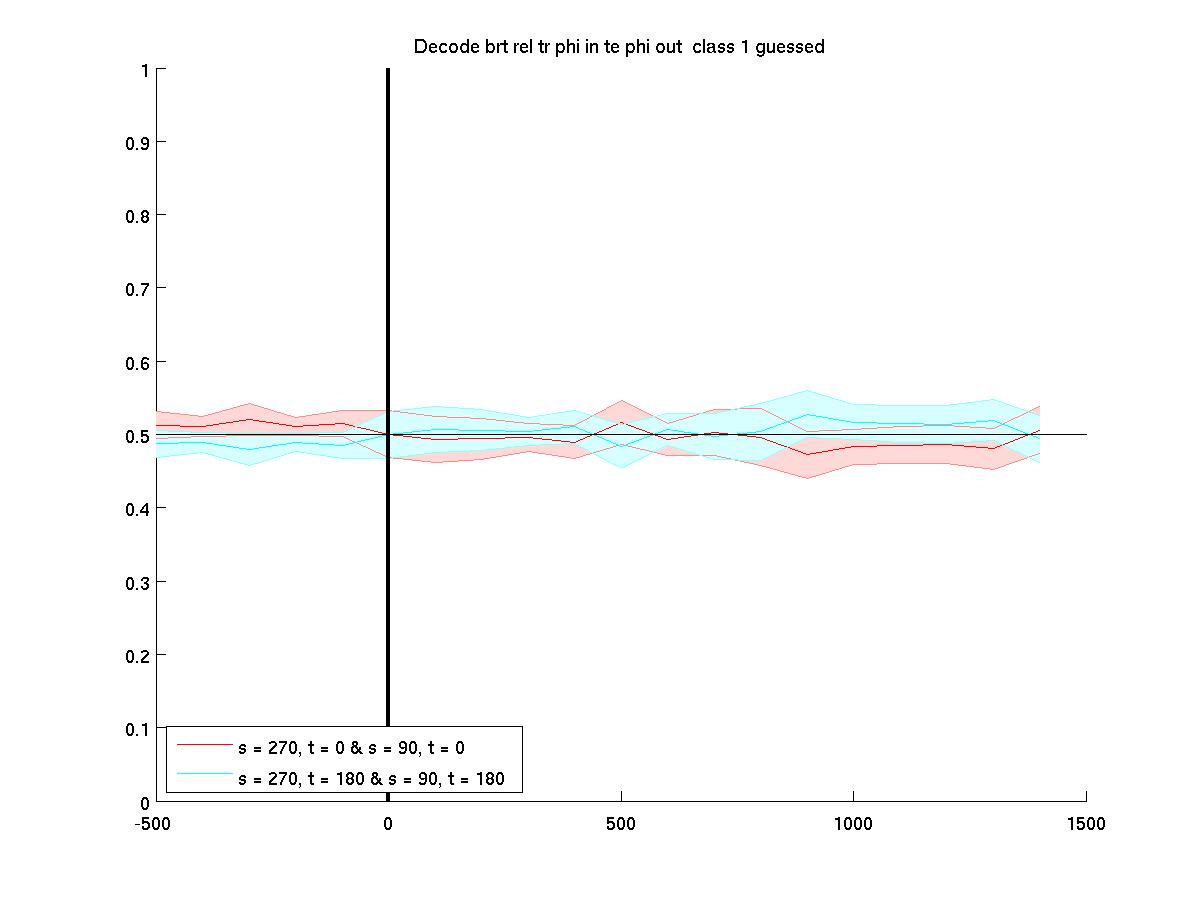 Decode brt rel tr phi in te phi out  class 1 guessed
1
0.9
0.8
0.7
0.6
0.5
0.4
0.3
0.2
0.1
0
s = 270, t = 0 & s = 90, t = 0
s = 270, t = 180 & s = 90, t = 180
-500 0 500 1000 1500